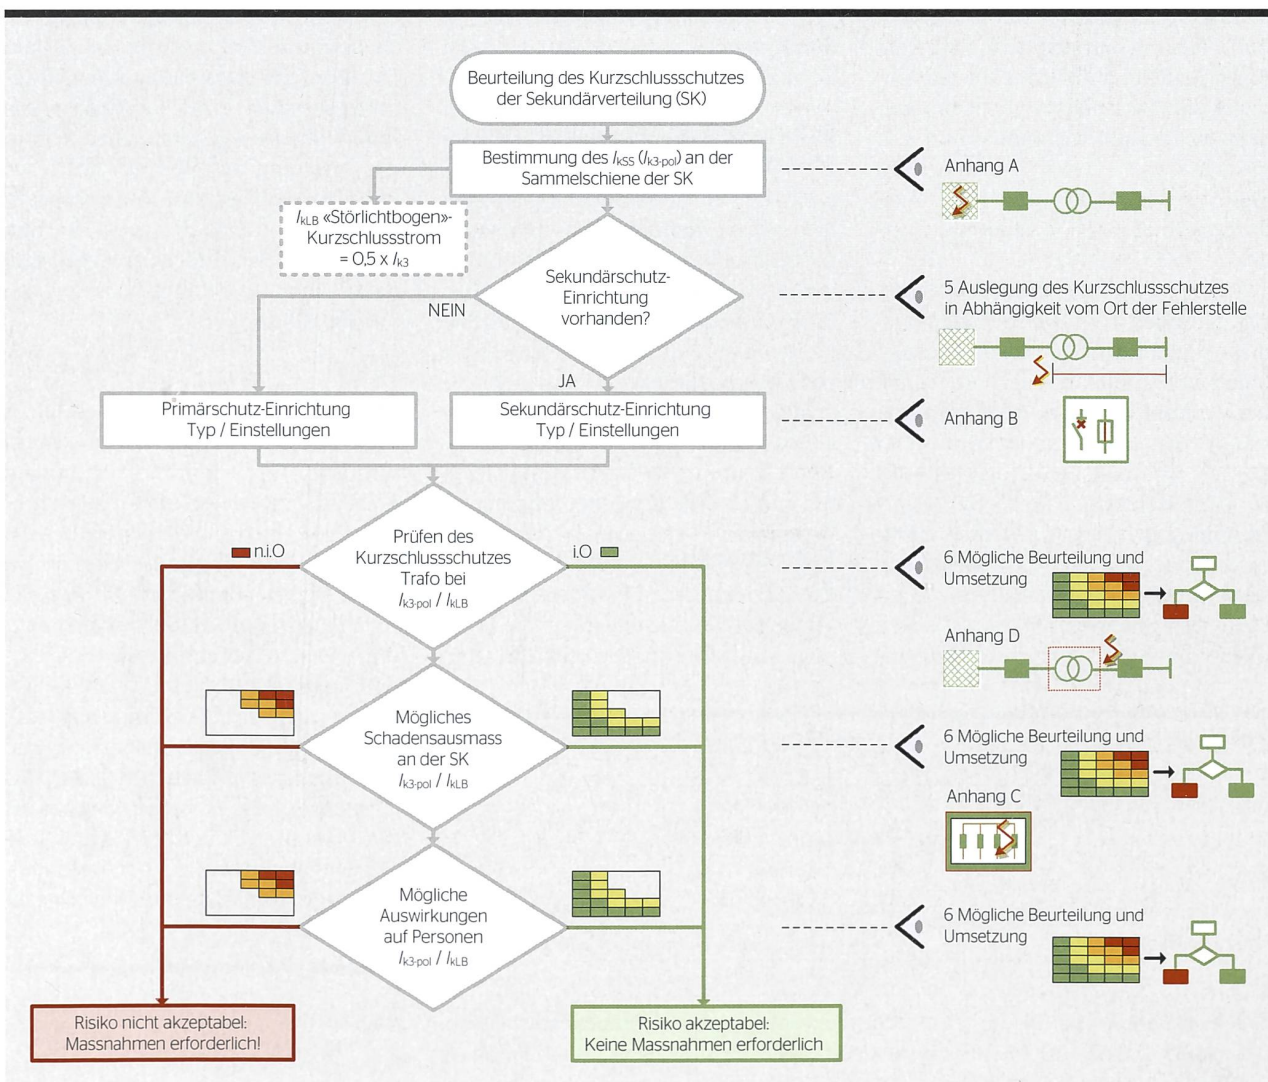 Beurteilung des Kurzschlussschutzes
der Sekundärverteilung (SK)
Bestimmung des IkSS (Ik3-pol) an der
Sammelschiene der SK
Anhang A
IkLB «Störlichtbogen»-
Kurzschlussstrom
= 0,5 x Ik3
Sekundärschutz-
Einrichtung
vorhanden?
NEIN
JA
5 Auslegung des Kurzschlussschutzes
in Abhängigkeit vom Ort der Fehlerstelle
Primärschutz-Einrichtung
Typ / Einstellungen
Sekundärschutz-Einrichtung
Typ / Einstellungen
Anhang B
n.i.O
Prüfen des
Kurzschlussschutzes
Trafo bei
Ik3-pol / IkLB
i.O
6 Mögliche Beurteilung und
Umsetzung
Anhang D
Mögliches
Schadensausmass
an der SK
Ik3-pol / IkLB
6 Mögliche Beurteilung und
Umsetzung
Anhang C
Mögliche
Auswirkungen
auf Personen
Ik3-pol / IkLB
6 Mögliche Beurteilung und
Umsetzung
Risiko nicht akzeptabel:
Massnahmen erforderlich!
Risiko akzeptabel:
Keine Massnahmen erforderlich